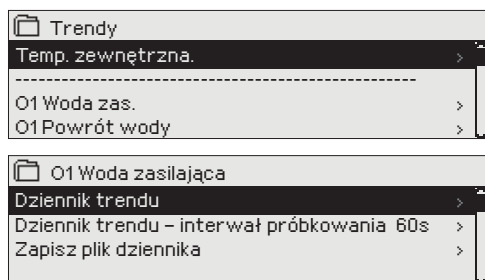 Trendy
Temp. zewnętrzna. >
----------------------------------------------------
O1 Woda zas. >
O1 Powrót wody >
O1 Woda zasilająca
Dziennik trendu >
Dziennik trendu – interwał próbkowania 60s >
Zapisz plik dziennika >